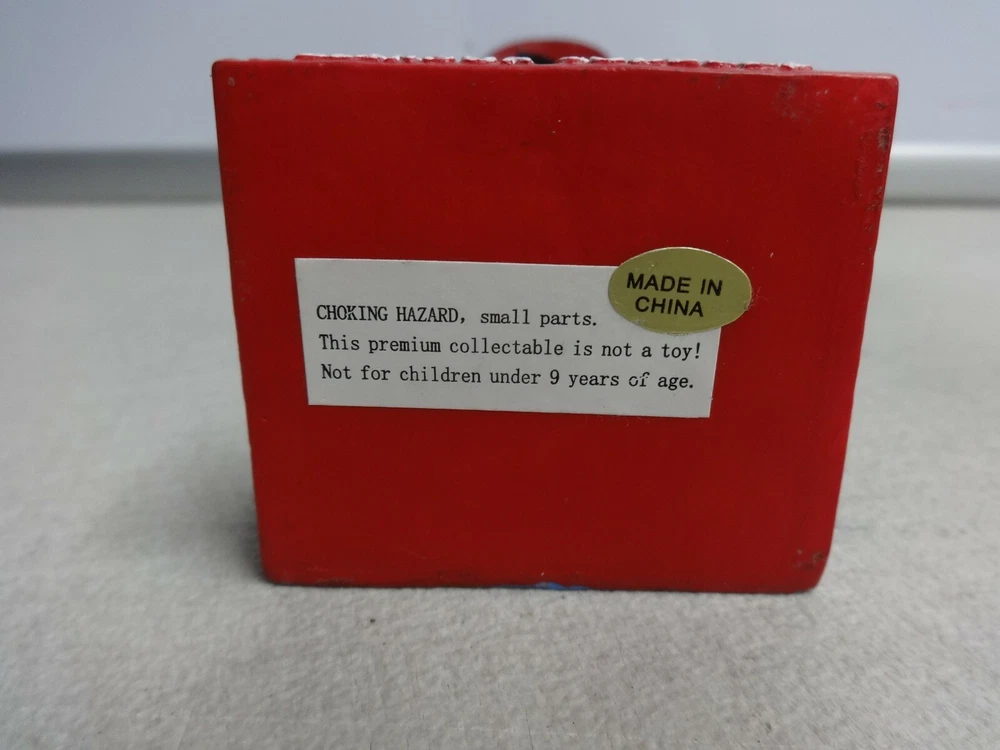 CHOKING HAZARD, small parts.
This premium collectable is not a toy!
Not for children under 9 years of age.
MADE IN
CHINA